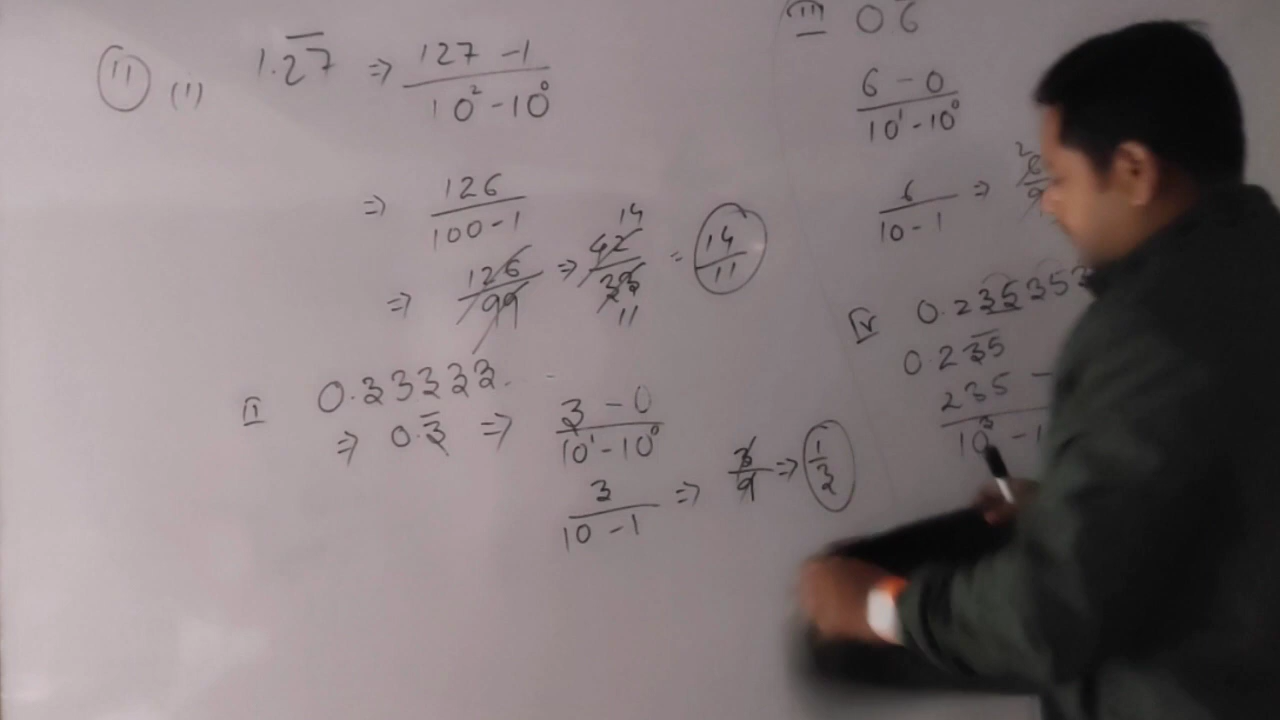 (11) (i) 1.2̅7̅ ⇒ 127 - 1 / 10² - 10⁰
⇒ 126 / 100 - 1
⇒ 126 / 99 ⇒ 42 / 33 = 14 / 11
14
11
ii 0.33333. . .
⇒ 0.3̅ ⇒ 3 - 0 / 10¹ - 10⁰
3 / 10 - 1 ⇒ 3 / 9 ⇒ 1 / 3
(iii) 0 6̅
6 - 0 / 10¹ - 10⁰
6 / 10 - 1 ⇒
2
iv 0.235353
0.23̅5̅
235 -
10³ - 1